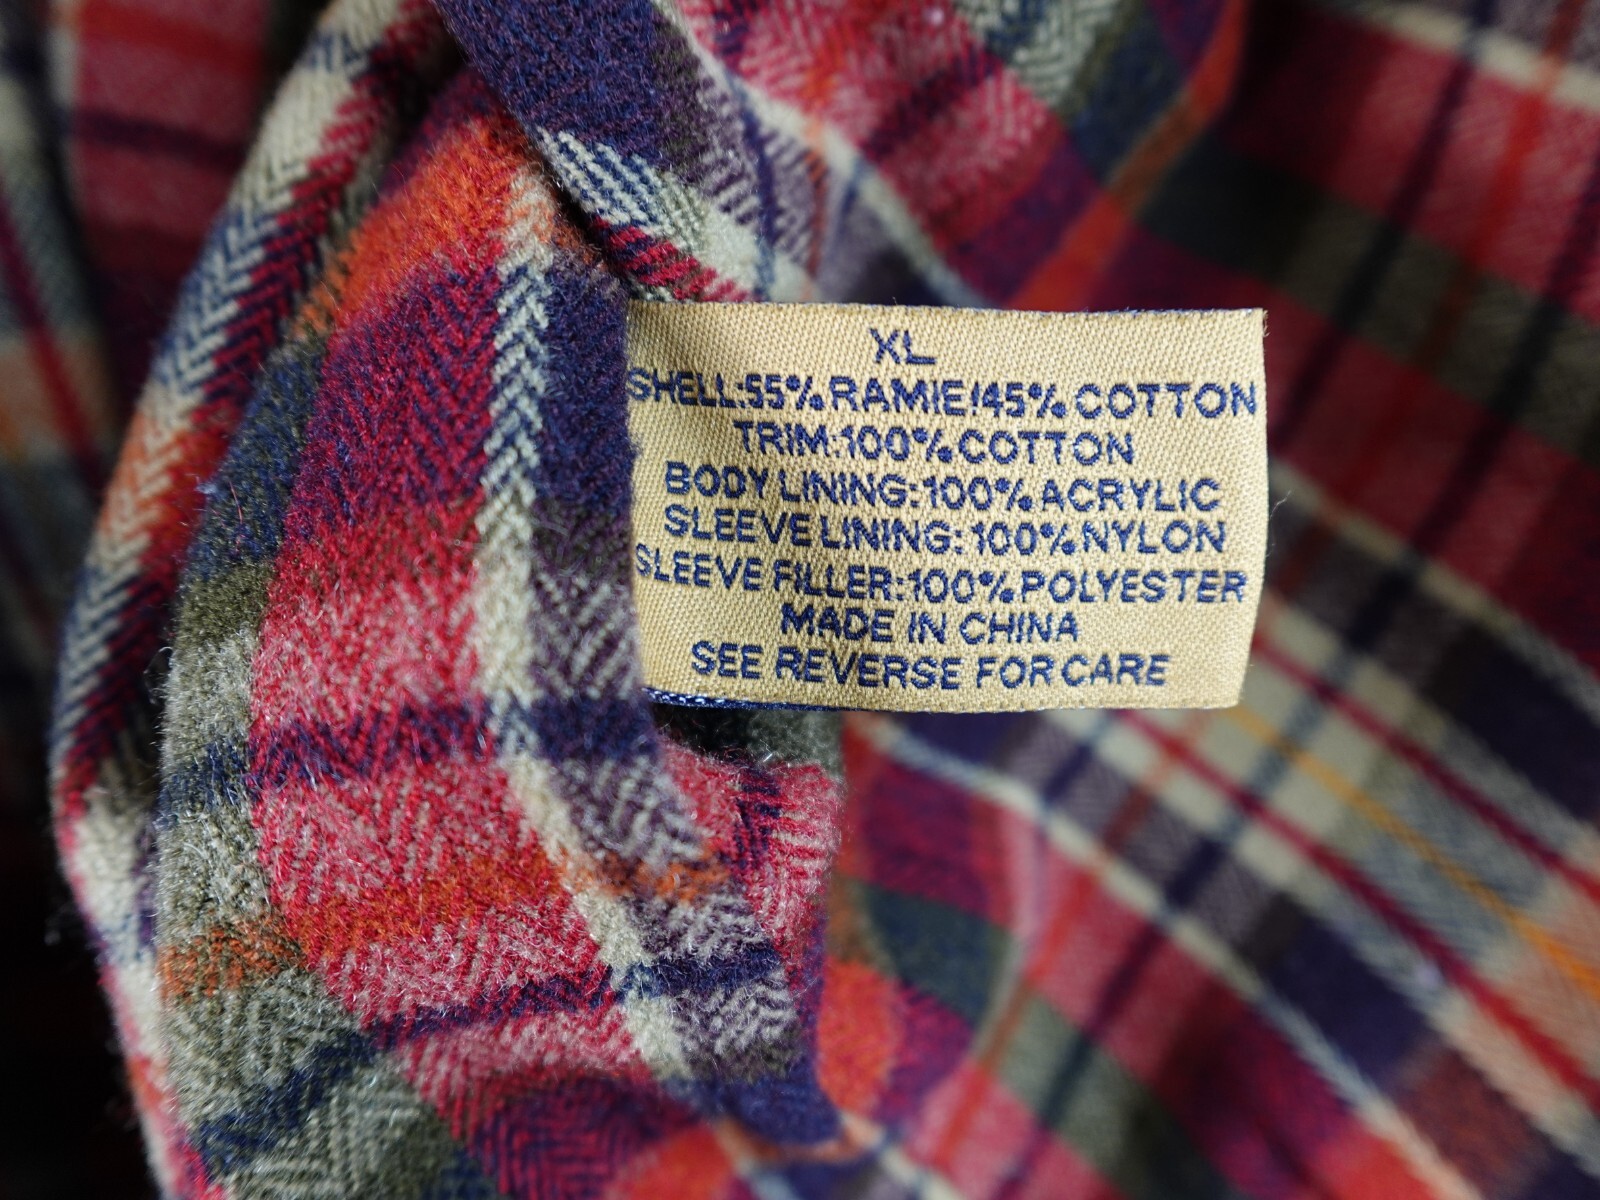 XL
SHELL:55%RAMIE/45%COTTON
TRIM:100%COTTON
BODY LINING:100%ACRYLIC
SLEEVE LINING:100%NYLON
SLEEVE FILLER:100%POLYESTER
MADE IN CHINA
SEE REVERSE FOR CARE